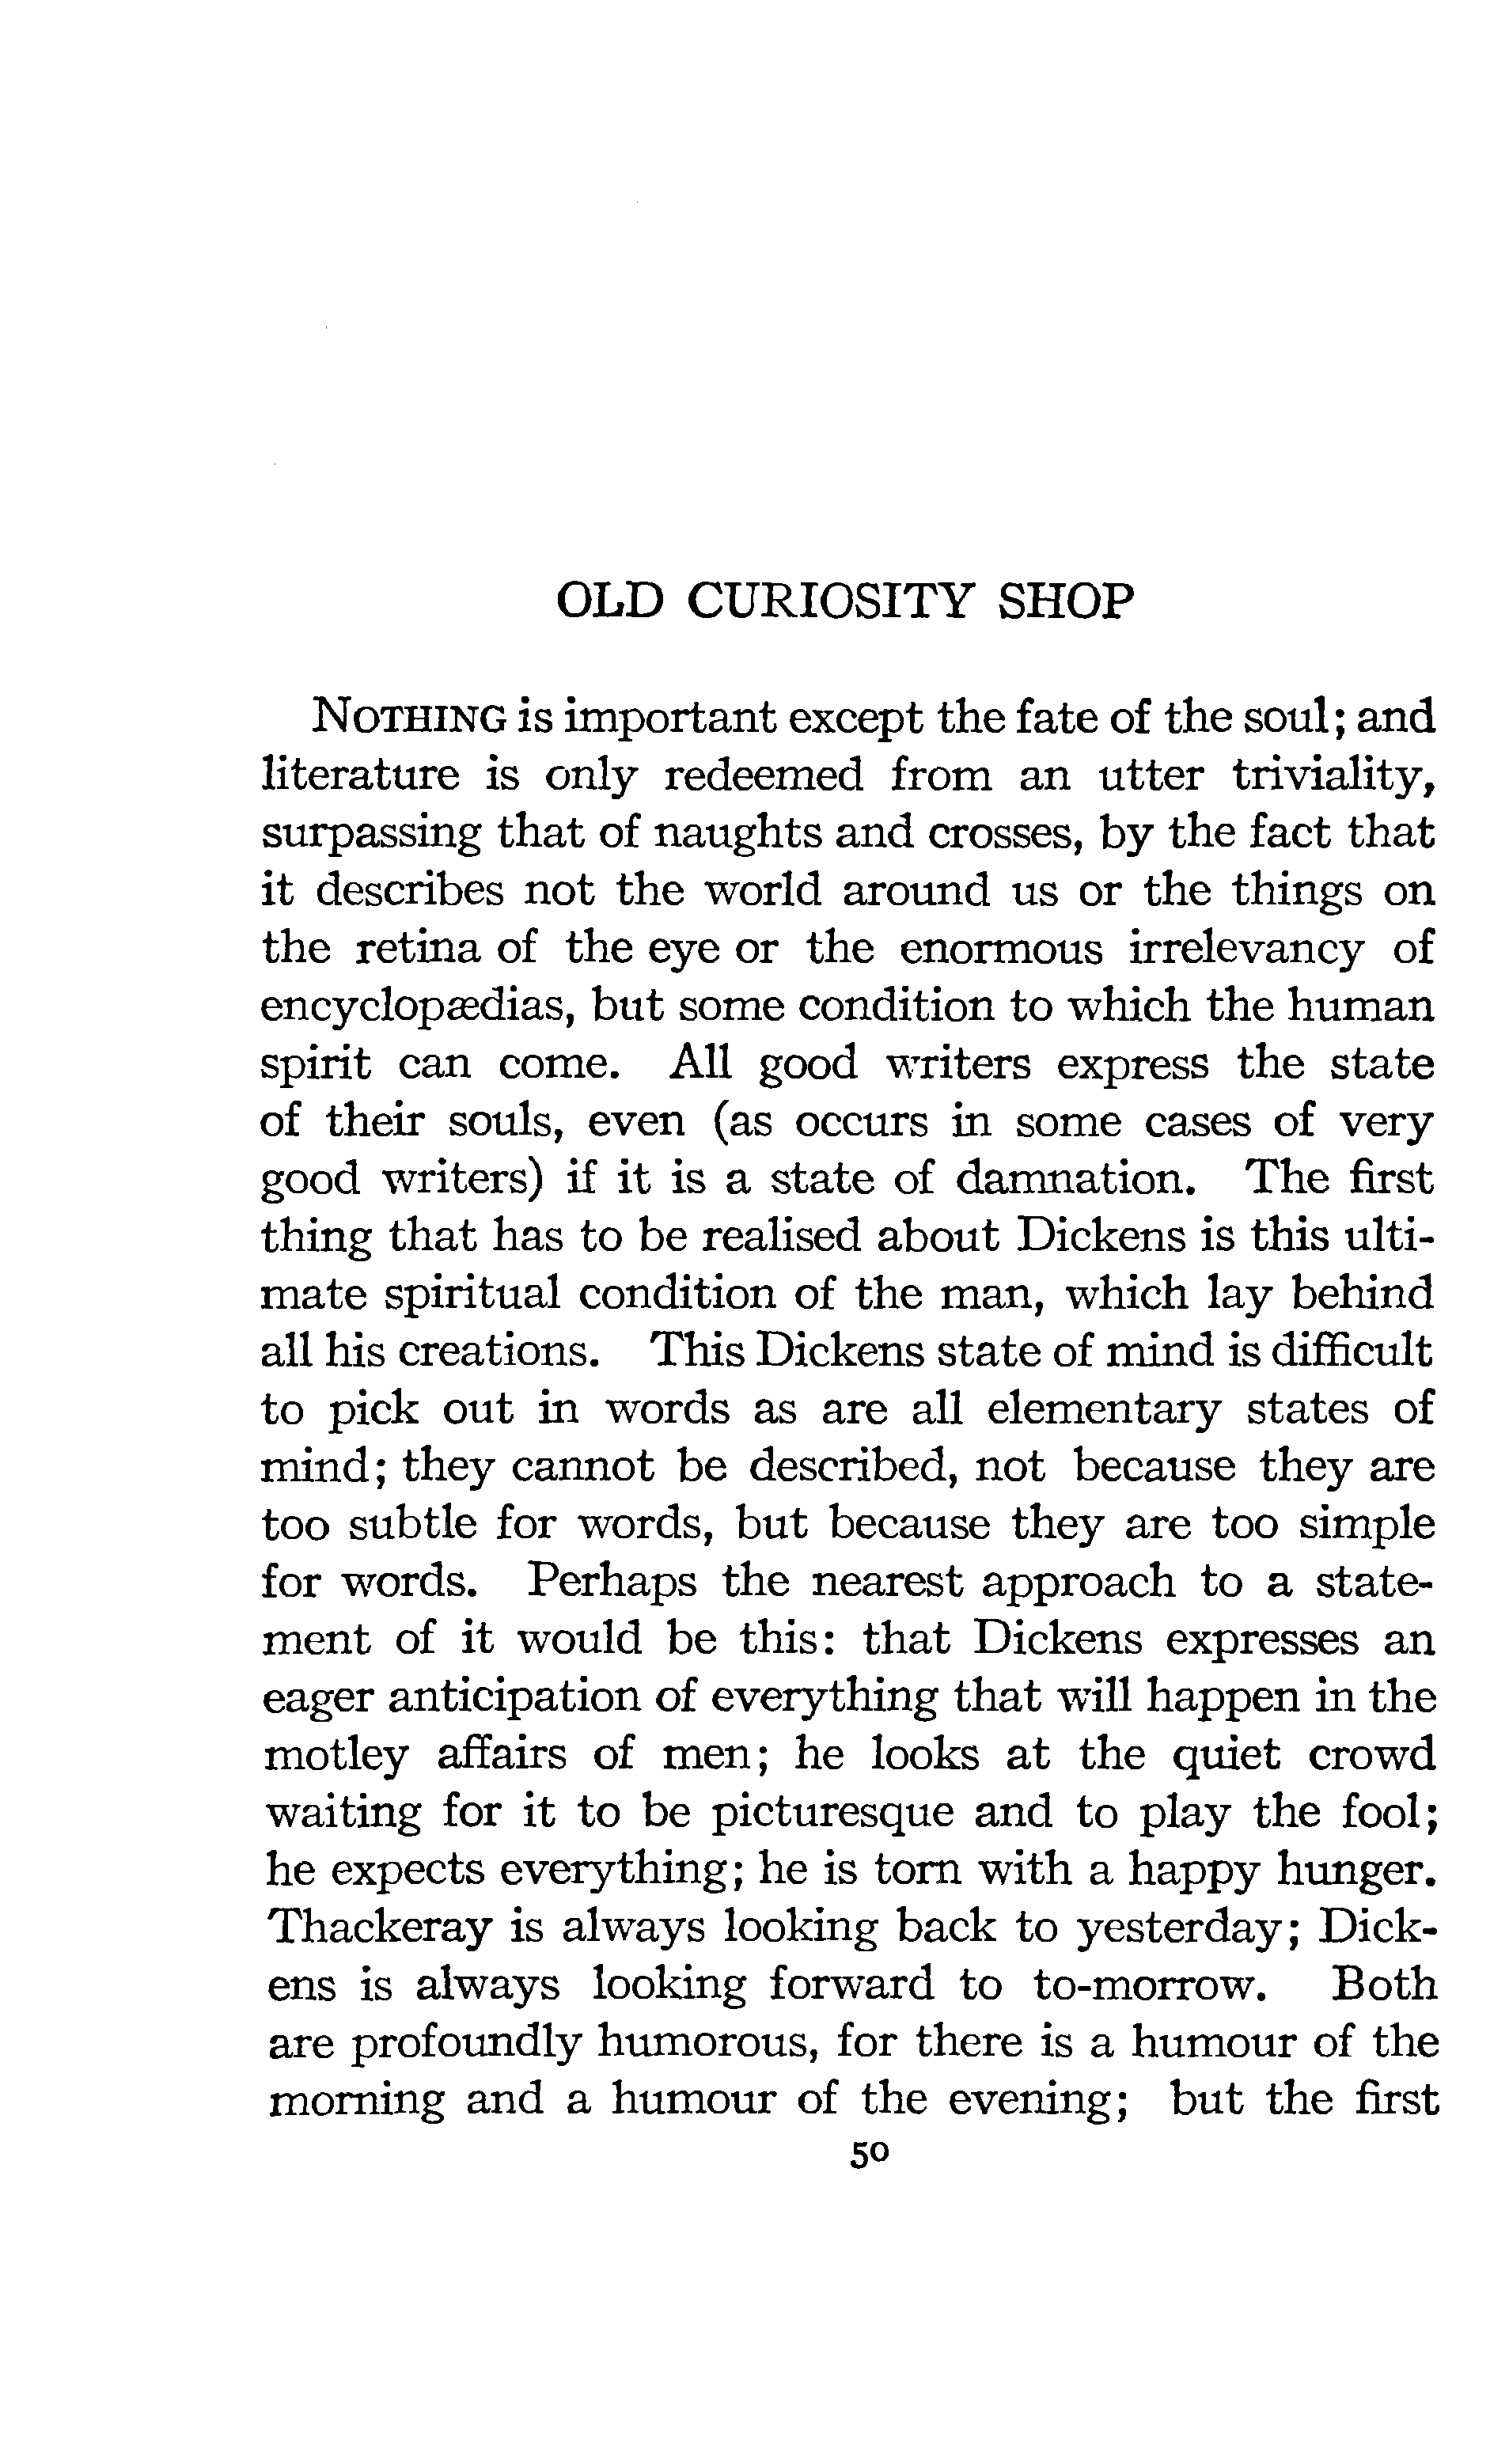 OLD CURIOSITY SHOP
NOTHING is important except the fate of the soul; and
literature is only redeemed from an utter triviality,
surpassing that of naughts and crosses, by the fact that
it describes not the world around us or the things on
the retina of the eye or the enormous irrelevancy of
encyclopædias, but some condition to which the human
spirit can come. All good writers express the state
of their souls, even (as occurs in some cases of very
good writers) if it is a state of damnation. The first
thing that has to be realised about Dickens is this ulti-
mate spiritual condition of the man, which lay behind
all his creations. This Dickens state of mind is difficult
to pick out in words as are all elementary states of
mind; they cannot be described, not because they are
too subtle for words, but because they are too simple
for words. Perhaps the nearest approach to a state-
ment of it would be this: that Dickens expresses an
eager anticipation of everything that will happen in the
motley affairs of men; he looks at the quiet crowd
waiting for it to be picturesque and to play the fool;
he expects everything; he is torn with a happy hunger.
Thackeray is always looking back to yesterday; Dick-
ens is always looking forward to to-morrow. Both
are profoundly humorous, for there is a humour of the
morning and a humour of the evening; but the first
50